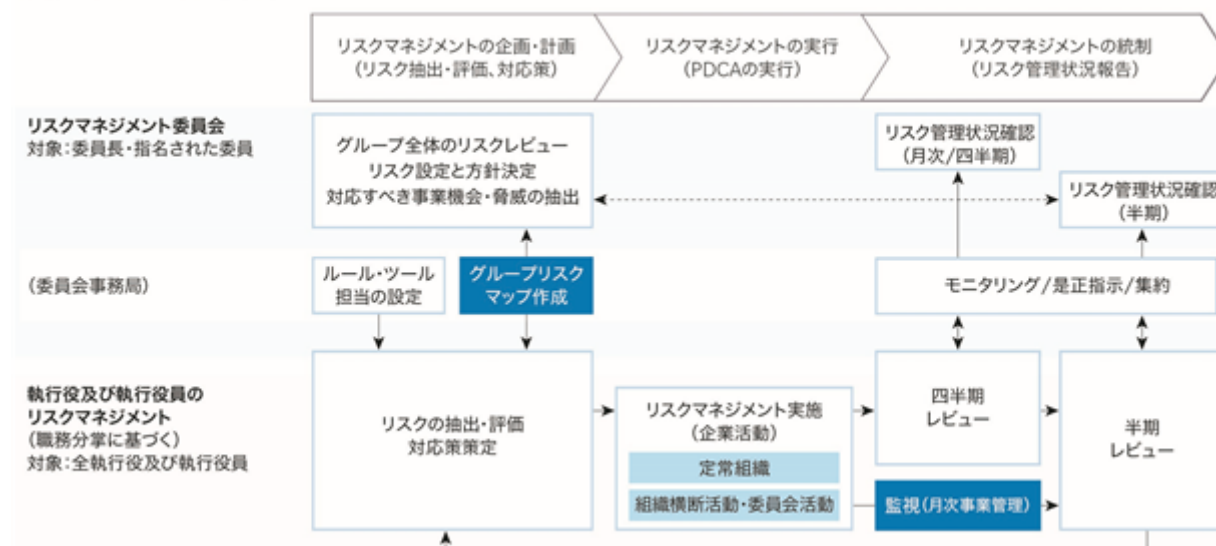 リスクマネジメントの企画・計画
(リスク抽出・評価、対応策)
リスクマネジメントの実行
(PDCAの実行)
リスクマネジメントの統制
(リスク管理状況報告)
リスクマネジメント委員会
対象:委員長・指名された委員
グループ全体のリスクレビュー
リスク設定と方針決定
対応すべき事業機会・脅威の抽出
リスク管理状況確認
(月次/四半期)
リスク管理状況確認
(半期)
(委員会事務局)
ルール・ツール
担当の設定
グループリスク
マップ作成
モニタリング/是正指示/集約
執行役及び執行役員の
リスクマネジメント
(職務分掌に基づく)
対象:全執行役及び執行役員
リスクの抽出・評価
対応策策定
リスクマネジメント実施
(企業活動)
定常組織
組織横断活動・委員会活動
四半期
レビュー
監視(月次事業管理)
半期
レビュー